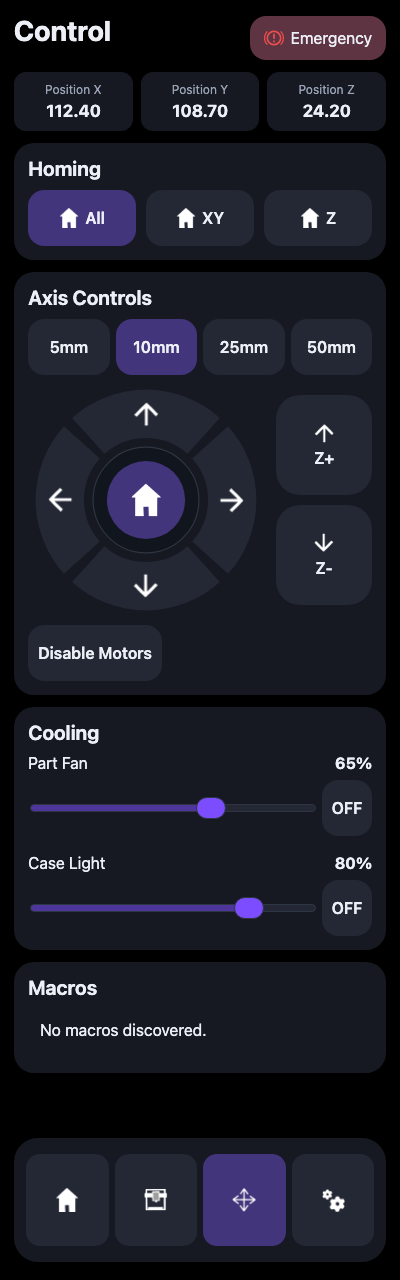 Control
Emergency
Position X
112.40
Position Y
108.70
Position Z
24.20
Homing
All
XY
Z
Axis Controls
5mm
10mm
25mm
50mm
Z+
Z-
Disable Motors
Cooling
Part Fan
65%
OFF
Case Light
80%
OFF
Macros
No macros discovered.